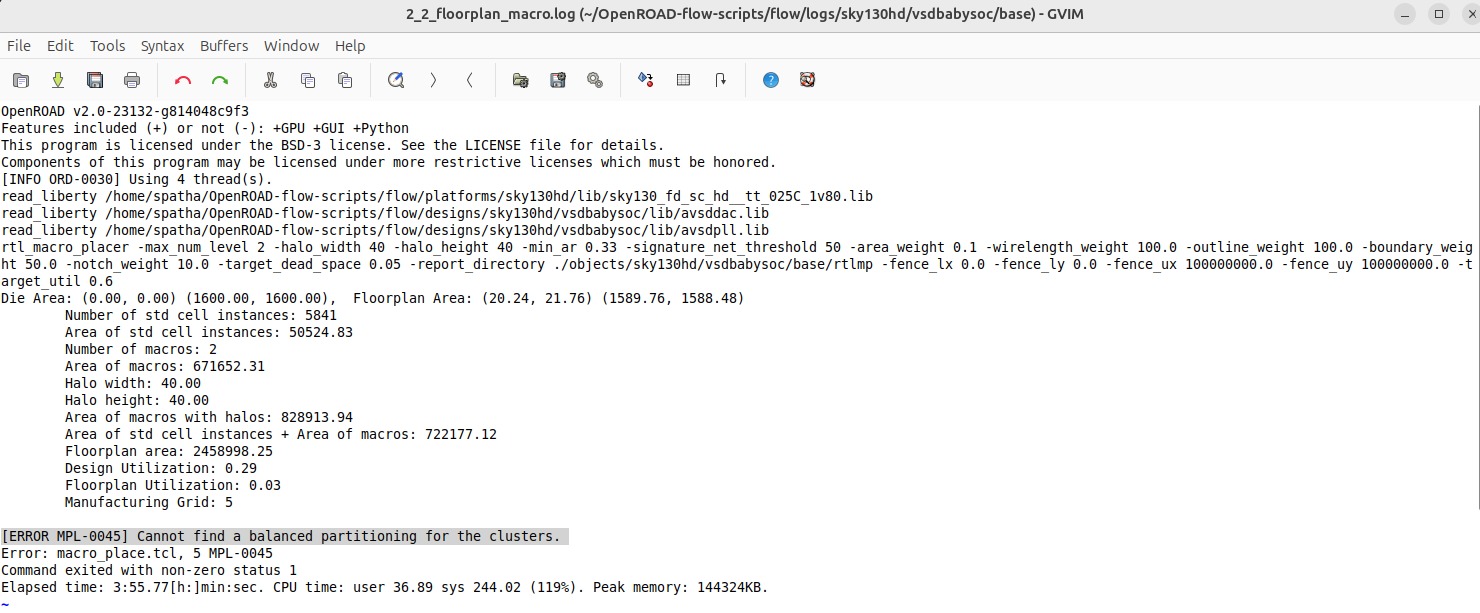 2_2_floorplan_macro.log (~/OpenROAD-flow-scripts/flow/logs/sky130hd/vsdbabysoc/base) - GVIM
File Edit Tools Syntax Buffers Window Help
OpenROAD v2.0-23132-g814048c9f3
Features included (+) or not (-): +GPU +GUI +Python
This program is licensed under the BSD-3 license. See the LICENSE file for details.
Components of this program may be licensed under more restrictive licenses which must be honored.
[INFO ORD-0030] Using 4 thread(s).
read_liberty /home/spatha/OpenROAD-flow-scripts/flow/platforms/sky130hd/lib/sky130_fd_sc_hd__tt_025C_1v80.lib
read_liberty /home/spatha/OpenROAD-flow-scripts/flow/designs/sky130hd/vsdbabysoc/lib/avsddac.lib
read_liberty /home/spatha/OpenROAD-flow-scripts/flow/designs/sky130hd/vsdbabysoc/lib/avsdpll.lib
rtl_macro_placer -max_num_level 2 -halo_width 40 -halo_height 40 -min_ar 0.33 -signature_net_threshold 50 -area_weight 0.1 -wirelength_weight 100.0 -outline_weight 100.0 -boundary_weig
ht 50.0 -notch_weight 10.0 -target_dead_space 0.05 -report_directory ./objects/sky130hd/vsdbabysoc/base/rtlmp -fence_lx 0.0 -fence_ly 0.0 -fence_ux 100000000.0 -fence_uy 100000000.0 -t
arget_util 0.6
Die Area: (0.00, 0.00) (1600.00, 1600.00),  Floorplan Area: (20.24, 21.76) (1589.76, 1588.48)
Number of std cell instances: 5841
Area of std cell instances: 50524.83
Number of macros: 2
Area of macros: 671652.31
Halo width: 40.00
Halo height: 40.00
Area of macros with halos: 828913.94
Area of std cell instances + Area of macros: 722177.12
Floorplan area: 2458998.25
Design Utilization: 0.29
Floorplan Utilization: 0.03
Manufacturing Grid: 5
[ERROR MPL-0045] Cannot find a balanced partitioning for the clusters.
Error: macro_place.tcl, 5 MPL-0045
Command exited with non-zero status 1
Elapsed time: 3:55.77[h:]min:sec. CPU time: user 36.89 sys 244.02 (119%). Peak memory: 144324KB.
~